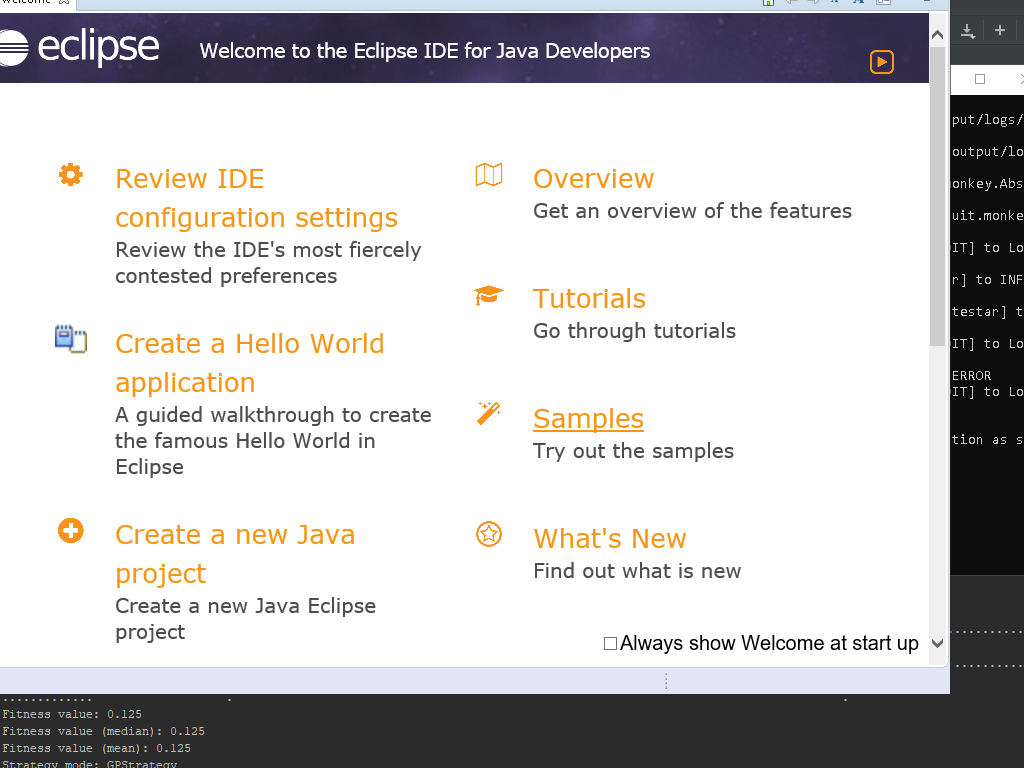 Welcome
eclipse
Welcome to the Eclipse IDE for Java Developers
Review IDE
configuration settings
Review the IDE's most fiercely
contested preferences
Create a Hello World
application
A guided walkthrough to create
the famous Hello World in
Eclipse
Create a new Java
project
Create a new Java Eclipse
project
Overview
Get an overview of the features
Tutorials
Go through tutorials
Samples
Try out the samples
What's New
Find out what is new
Always show Welcome at start up
put/logs/
output/lo
onkey.Abs
uit.monke
IT] to Lo
r] to INF
testar] t
IT] to Lo
ERROR
IT] to Lo
tion as s
Fitness value: 0.125
Fitness value (median): 0.125
Fitness value (mean): 0.125
Strategy mode: GPStrategy